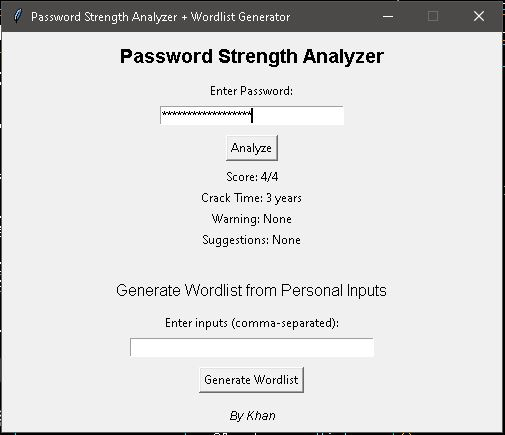 Password Strength Analyzer + Wordlist Generator
Password Strength Analyzer
Enter Password:
******************
Analyze
Score: 4/4
Crack Time: 3 years
Warning: None
Suggestions: None
Generate Wordlist from Personal Inputs
Enter inputs (comma-separated):
Generate Wordlist
By Khan